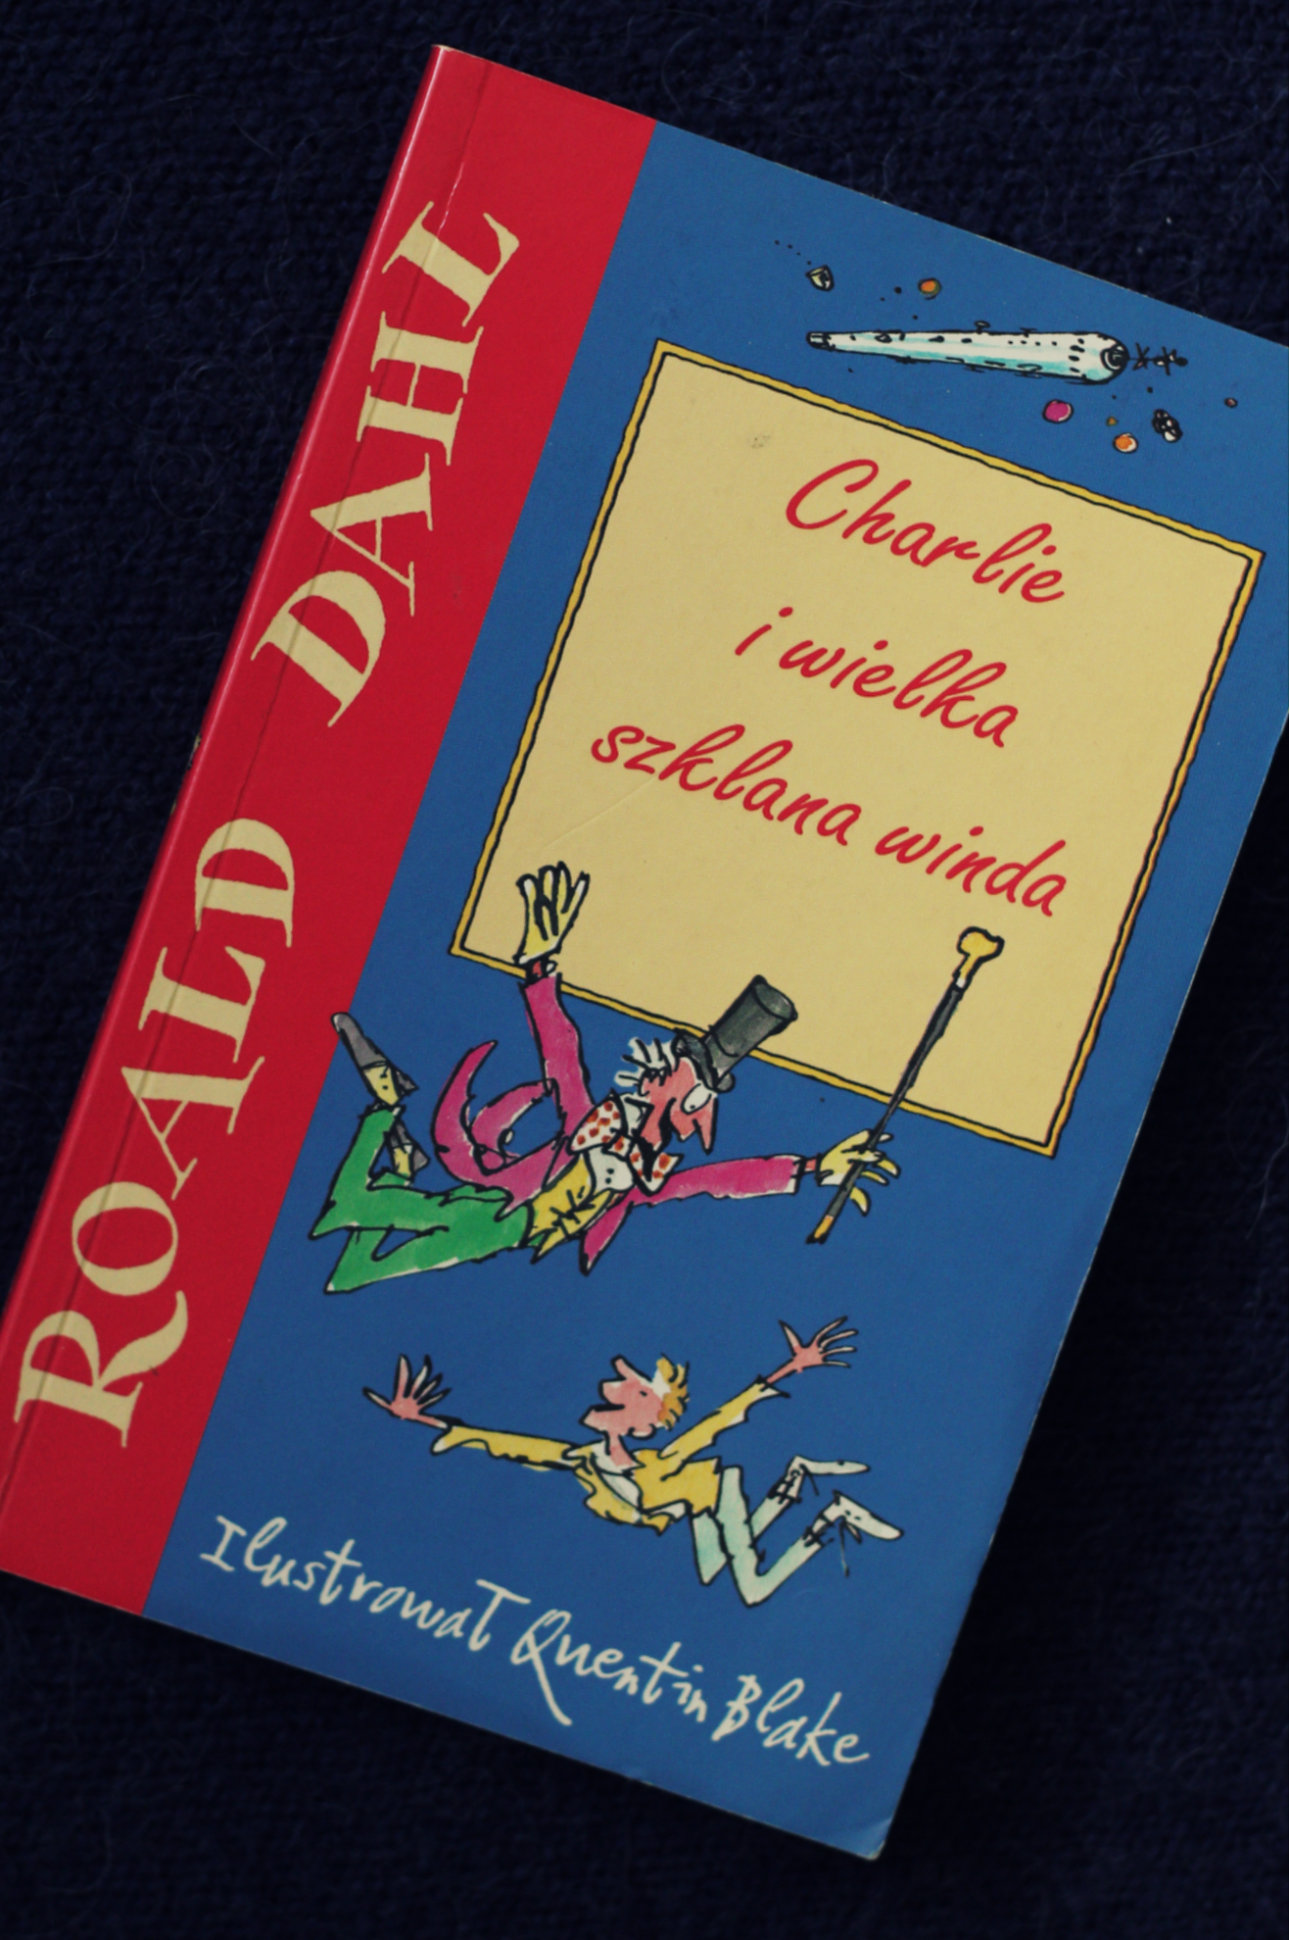 ROALD DAHL
Charlie
i wielka
szklana winda
Ilustrował Quentin Blake